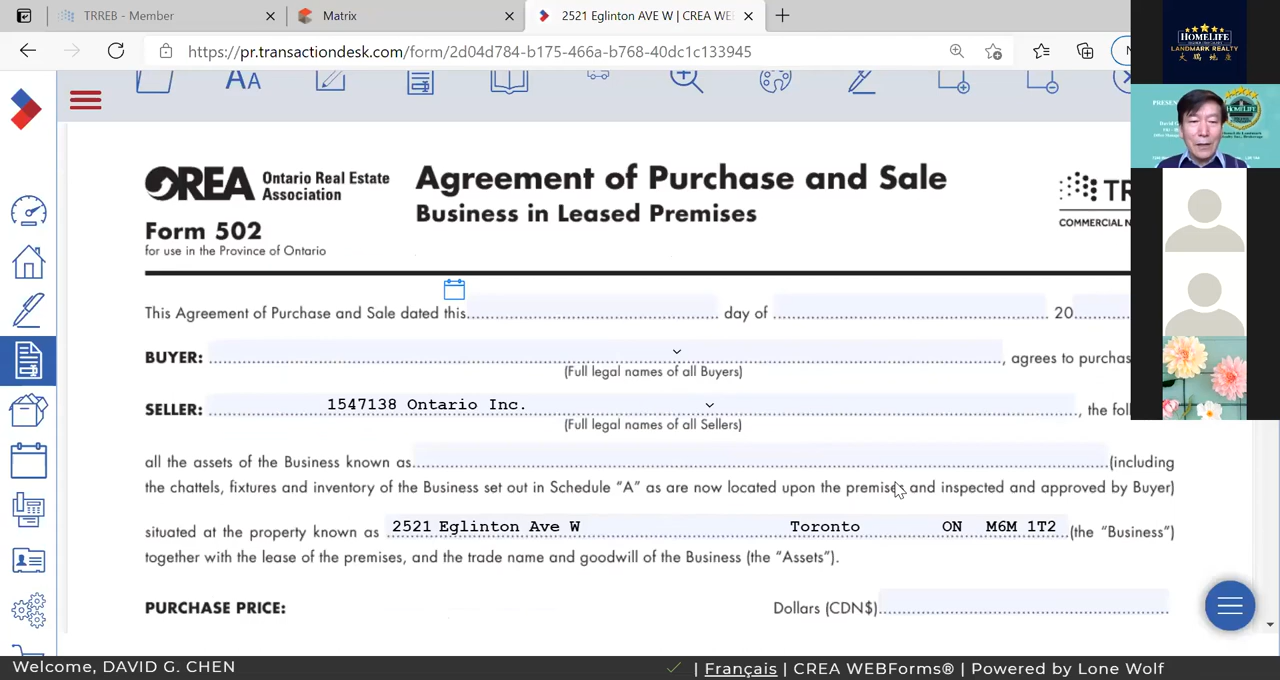 TRREB - Member
Matrix
2521 Eglinton AVE W | CREA WE
https://pr.transactiondesk.com/form/2d04d784-b175-466a-b768-40dc1c133945
HOMELIFE
LANDMARK REALTY
AA
OREA Ontario Real Estate Association
Agreement of Purchase and Sale
Business in Leased Premises
Form 502
for use in the Province of Ontario
TR
COMMERCIAL N
This Agreement of Purchase and Sale dated this day of 20
BUYER: , agrees to purchas
(Full legal names of all Buyers)
SELLER: 1547138 Ontario Inc. , the foll
(Full legal names of all Sellers)
all the assets of the Business known as (including
the chattels, fixtures and inventory of the Business set out in Schedule “A” as are now located upon the premises and inspected and approved by Buyer)
situated at the property known as 2521 Eglinton Ave W Toronto ON M6M 1T2 (the “Business”)
together with the lease of the premises, and the trade name and goodwill of the Business (the “Assets”).
PURCHASE PRICE: Dollars (CDN$)
Welcome, DAVID G. CHEN
| Français | CREA WEBForms® | Powered by Lone Wolf